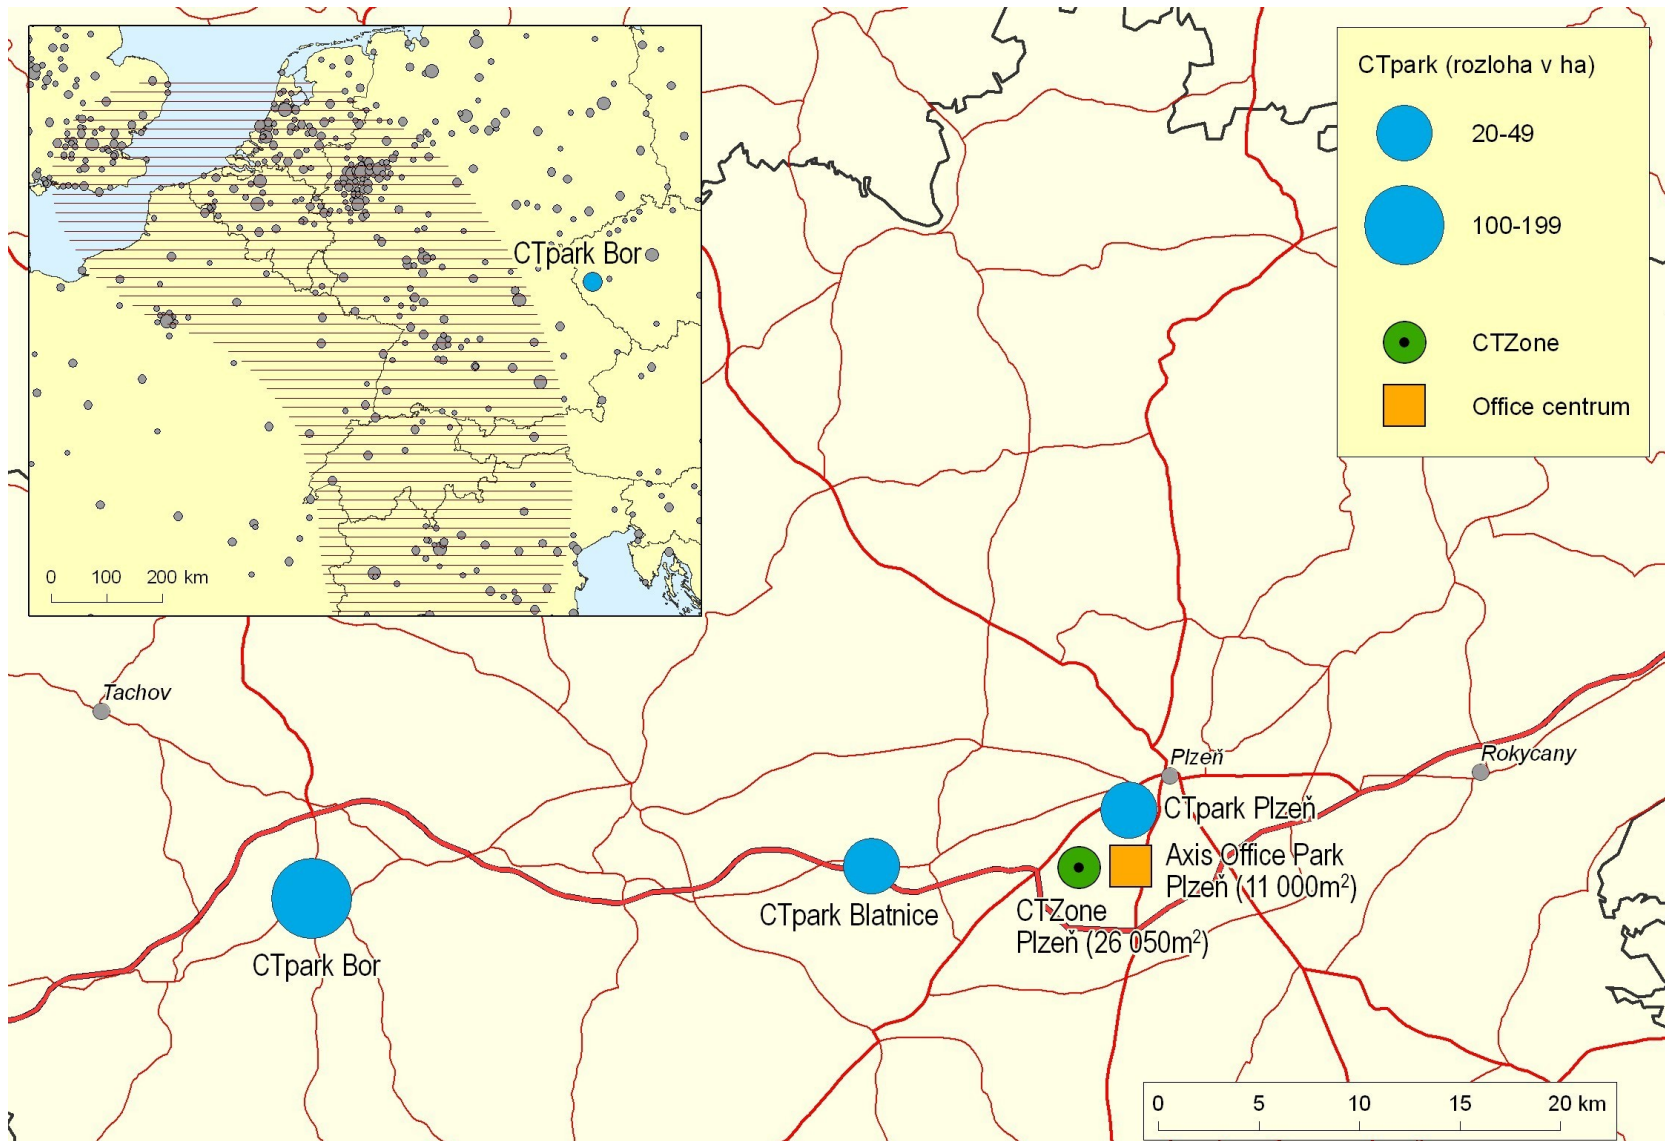 CTpark Bor
0 100 200 km
CTpark (rozloha v ha)
20-49
100-199
CTZone
Office centrum
Tachov
Plzeň
Rokycany
CTpark Plzeň
Axis Office Park
Plzeň (11 000m²)
CTpark Blatnice
CTZone
Plzeň (26 050m²)
CTpark Bor
0 5 10 15 20 km